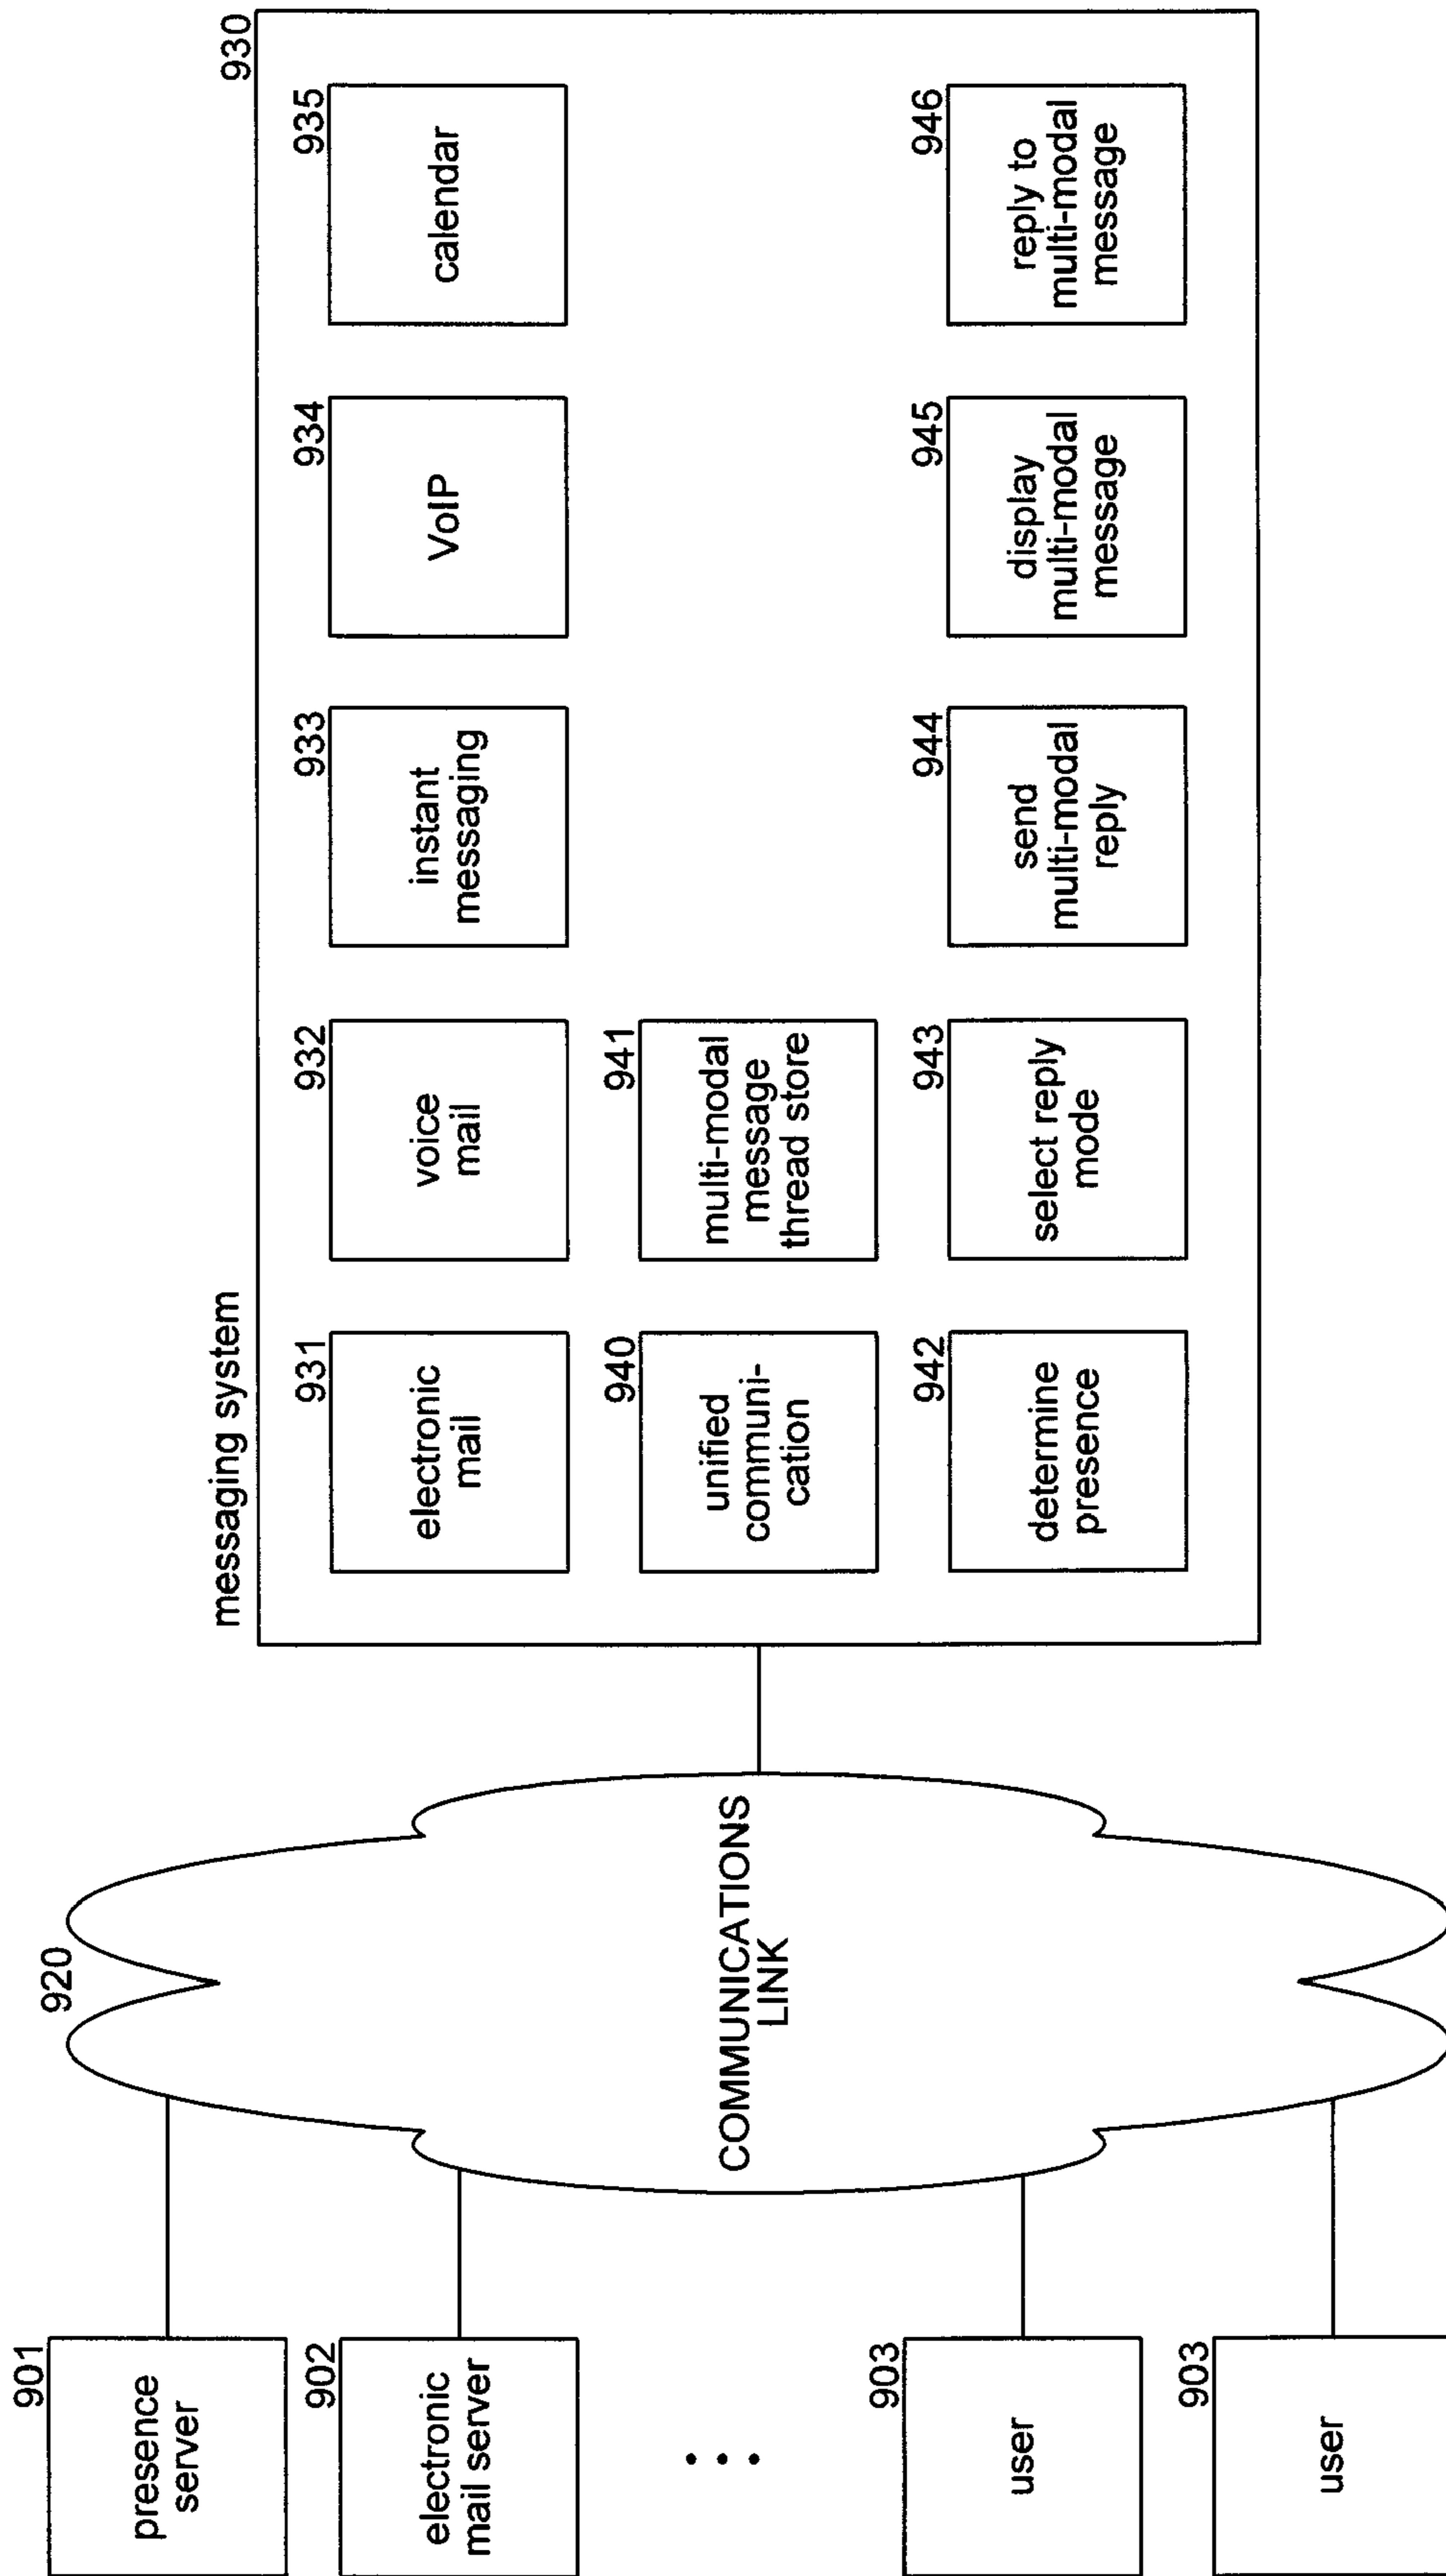 901
presence
server
902
electronic
mail server
903
user
903
user
920
COMMUNICATIONS
LINK
messaging system
930
931
electronic
mail
932
voice
mail
933
instant
messaging
934
VoIP
935
calendar
940
unified
communi-
cation
941
multi-modal
message
thread store
942
determine
presence
943
select reply
mode
944
send
multi-modal
reply
945
display
multi-modal
message
946
reply to
multi-modal
message